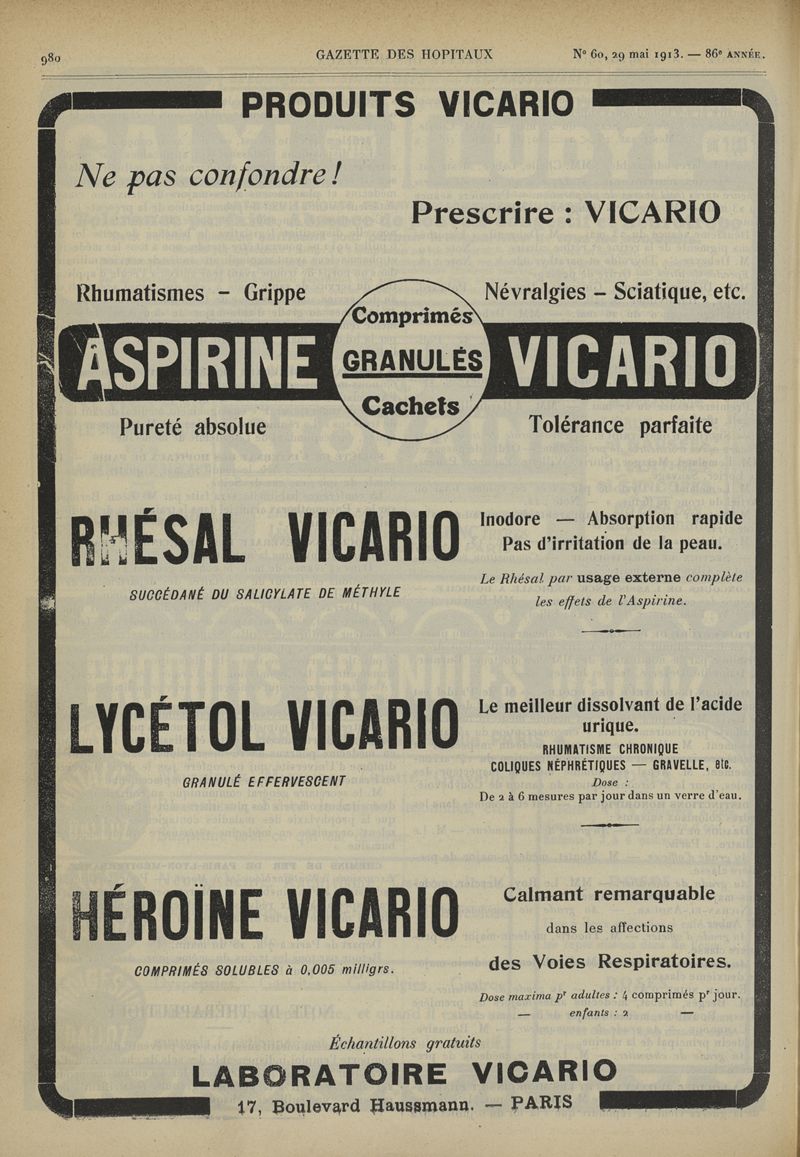 980
GAZETTE DES HOPITAUX
Nº 60, 29 mai 1913. — 86e ANNÉE.
PRODUITS VICARIO
Ne pas confondre !
Prescrire : VICARIO
Rhumatismes – Grippe
Névralgies – Sciatique, etc.
ASPIRINE
Comprimés
GRANULÉS
Cachets
VICARIO
Pureté absolue
Tolérance parfaite
RHÉSAL VICARIO
SUCCÉDANÉ DU SALICYLATE DE MÉTHYLE
Inodore — Absorption rapide
Pas d'irritation de la peau.
Le Rhésal par usage externe complète
les effets de l'Aspirine.
LYCÉTOL VICARIO
GRANULÉ EFFERVESCENT
Le meilleur dissolvant de l'acide
urique.
RHUMATISME CHRONIQUE
COLIQUES NÉPHRÉTIQUES — GRAVELLE, etc.
Dose :
De 2 à 6 mesures par jour dans un verre d'eau.
HÉROÏNE VICARIO
COMPRIMÉS SOLUBLES à 0,005 milligrs.
Calmant remarquable
dans les affections
des Voies Respiratoires.
Dose maxima pr adultes : 4 comprimés pr jour.
— enfants : 2 —
Échantillons gratuits
LABORATOIRE VICARIO
17, Boulevard Haussmann. — PARIS